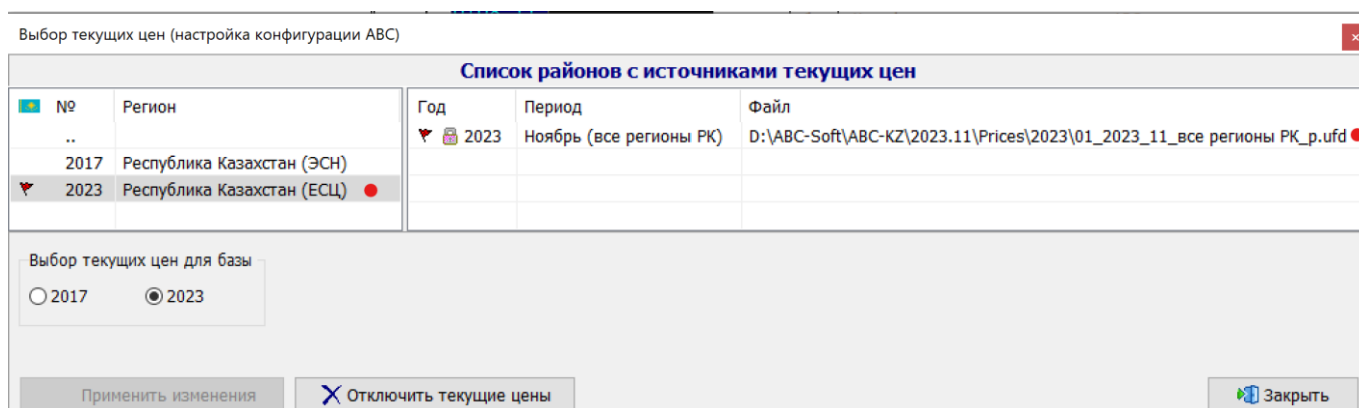 Выбор текущих цен (настройка конфигурации АВС)
Список районов с источниками текущих цен
№ Регион Год Период Файл
.. 2023 Ноябрь (все регионы РК) D:\ABC-Soft\ABC-KZ\2023.11\Prices\2023\01_2023_11_все регионы РК_p.ufd
2017 Республика Казахстан (ЭСН)
2023 Республика Казахстан (ЕСЦ)
Выбор текущих цен для базы
2017 2023
Применить изменения Отключить текущие цены Закрыть